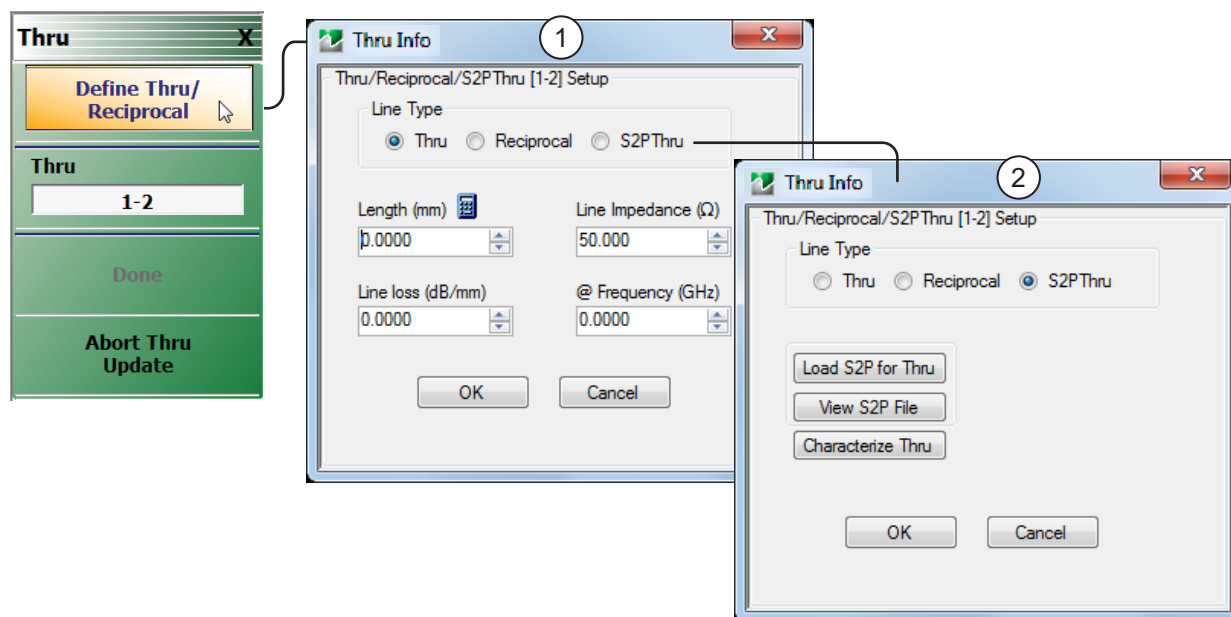 Thru X
Define Thru/
Reciprocal
Thru
1-2
Done
Abort Thru
Update
Thru Info 1 X
Thru/Reciprocal/S2PThru [1-2] Setup
Line Type
Thru Reciprocal S2PThru
Length (mm) Line Impedance (Ω)
0.0000 50.000
Line loss (dB/mm) @ Frequency (GHz)
0.0000 0.0000
OK Cancel
Thru Info 2 X
Thru/Reciprocal/S2PThru [1-2] Setup
Line Type
Thru Reciprocal S2PThru
Load S2P for Thru
View S2P File
Characterize Thru
OK Cancel